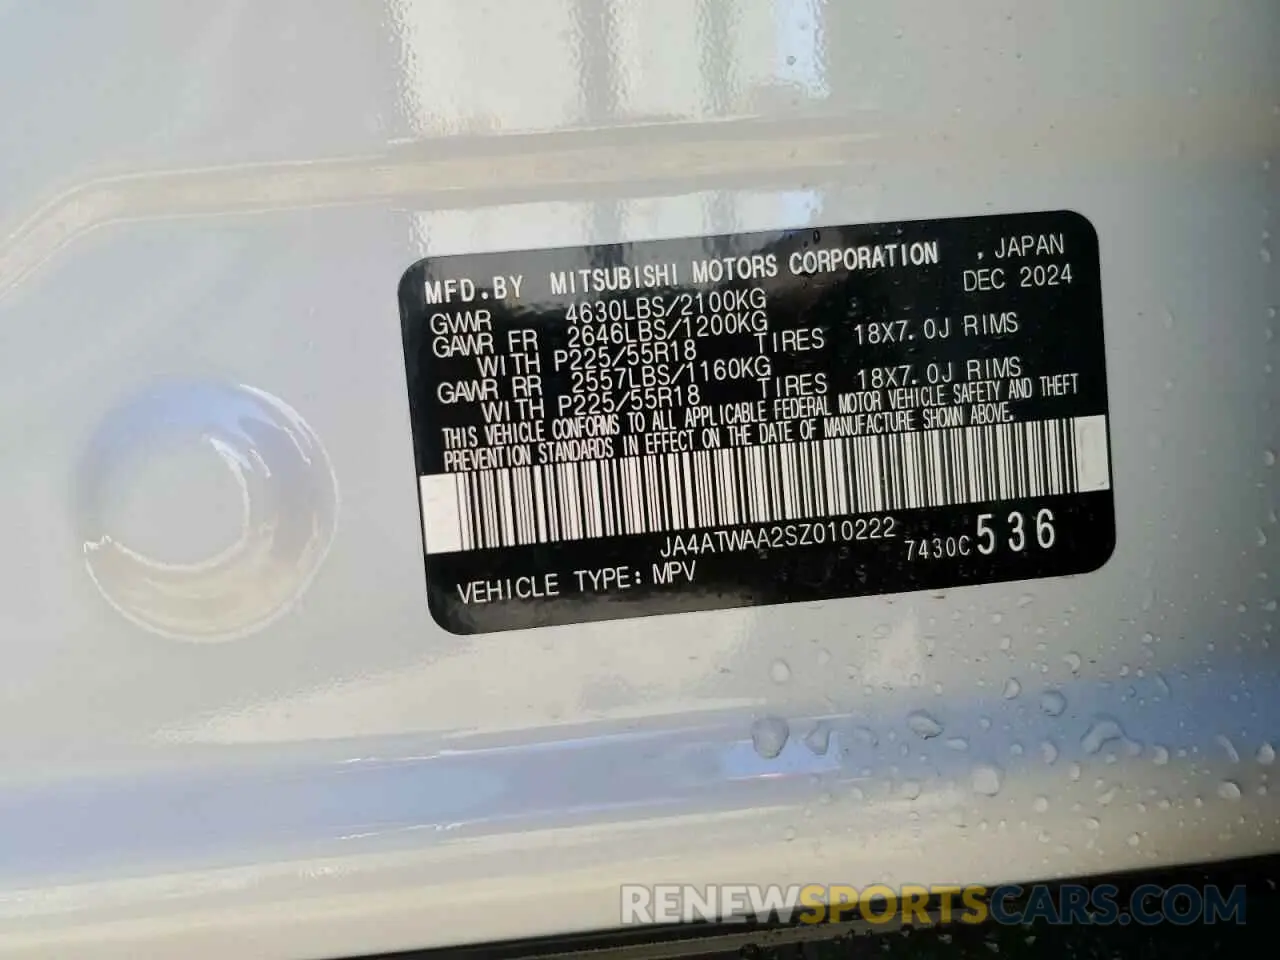 MFD.BY MITSUBISHI MOTORS CORPORATION , JAPAN
DEC 2024
GVWR 4630LBS/2100KG
GAWR FR 2646LBS/1200KG
WITH P225/55R18 TIRES 18X7.0J RIMS
GAWR RR 2557LBS/1160KG
WITH P225/55R18 TIRES 18X7.0J RIMS
THIS VEHICLE CONFORMS TO ALL APPLICABLE FEDERAL MOTOR VEHICLE SAFETY AND THEFT
PREVENTION STANDARDS IN EFFECT ON THE DATE OF MANUFACTURE SHOWN ABOVE.
JA4ATWAA2SZ010222
7430C 536
VEHICLE TYPE: MPV
RENEWSPORTSCARS.COM